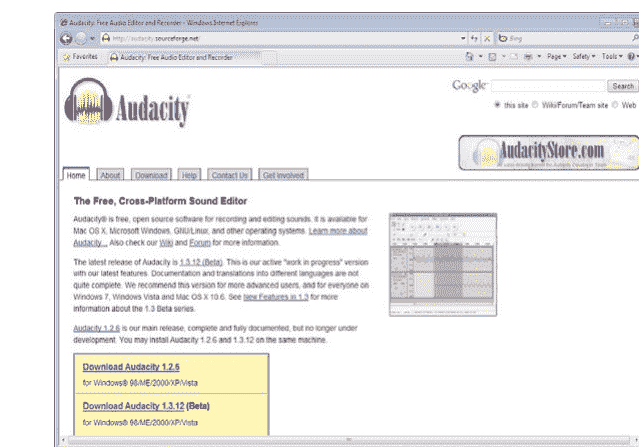 Audacity: Free Audio Editor and Recorder - Windows Internet Explorer
http://audacity.sourceforge.net
Bing
Favorites Audacity: Free Audio Editor and Recorder
Page Safety Tools
Audacity
Google Search
this site Wiki/Forum/Team site Web
AudacityStore.com
Home About Download Help Contact Us Get Involved
The Free, Cross-Platform Sound Editor
Audacity® is free, open source software for recording and editing sounds. It is available for
Mac OS X, Microsoft Windows, GNU/Linux, and other operating systems. Learn more about
Audacity... Also check our Wiki and Forum for more information.
The latest release of Audacity is 1.3.12 (Beta). This is our active "work in progress" version
with our latest features. Documentation and translations into different languages are not
quite complete. We recommend this version for more advanced users, and for everyone on
Windows 7, Windows Vista and Mac OS X 10.6. See New Features in 1.3 for more
information about the 1.3 Beta series.
Audacity 1.2.6 is our main release, complete and fully documented, but no longer under
development. You may install Audacity 1.2.6 and 1.3.12 on the same machine.
Download Audacity 1.2.6
for Windows® 98/ME/2000/XP/Vista
Download Audacity 1.3.12 (Beta)
for Windows® 98/ME/2000/XP/Vista